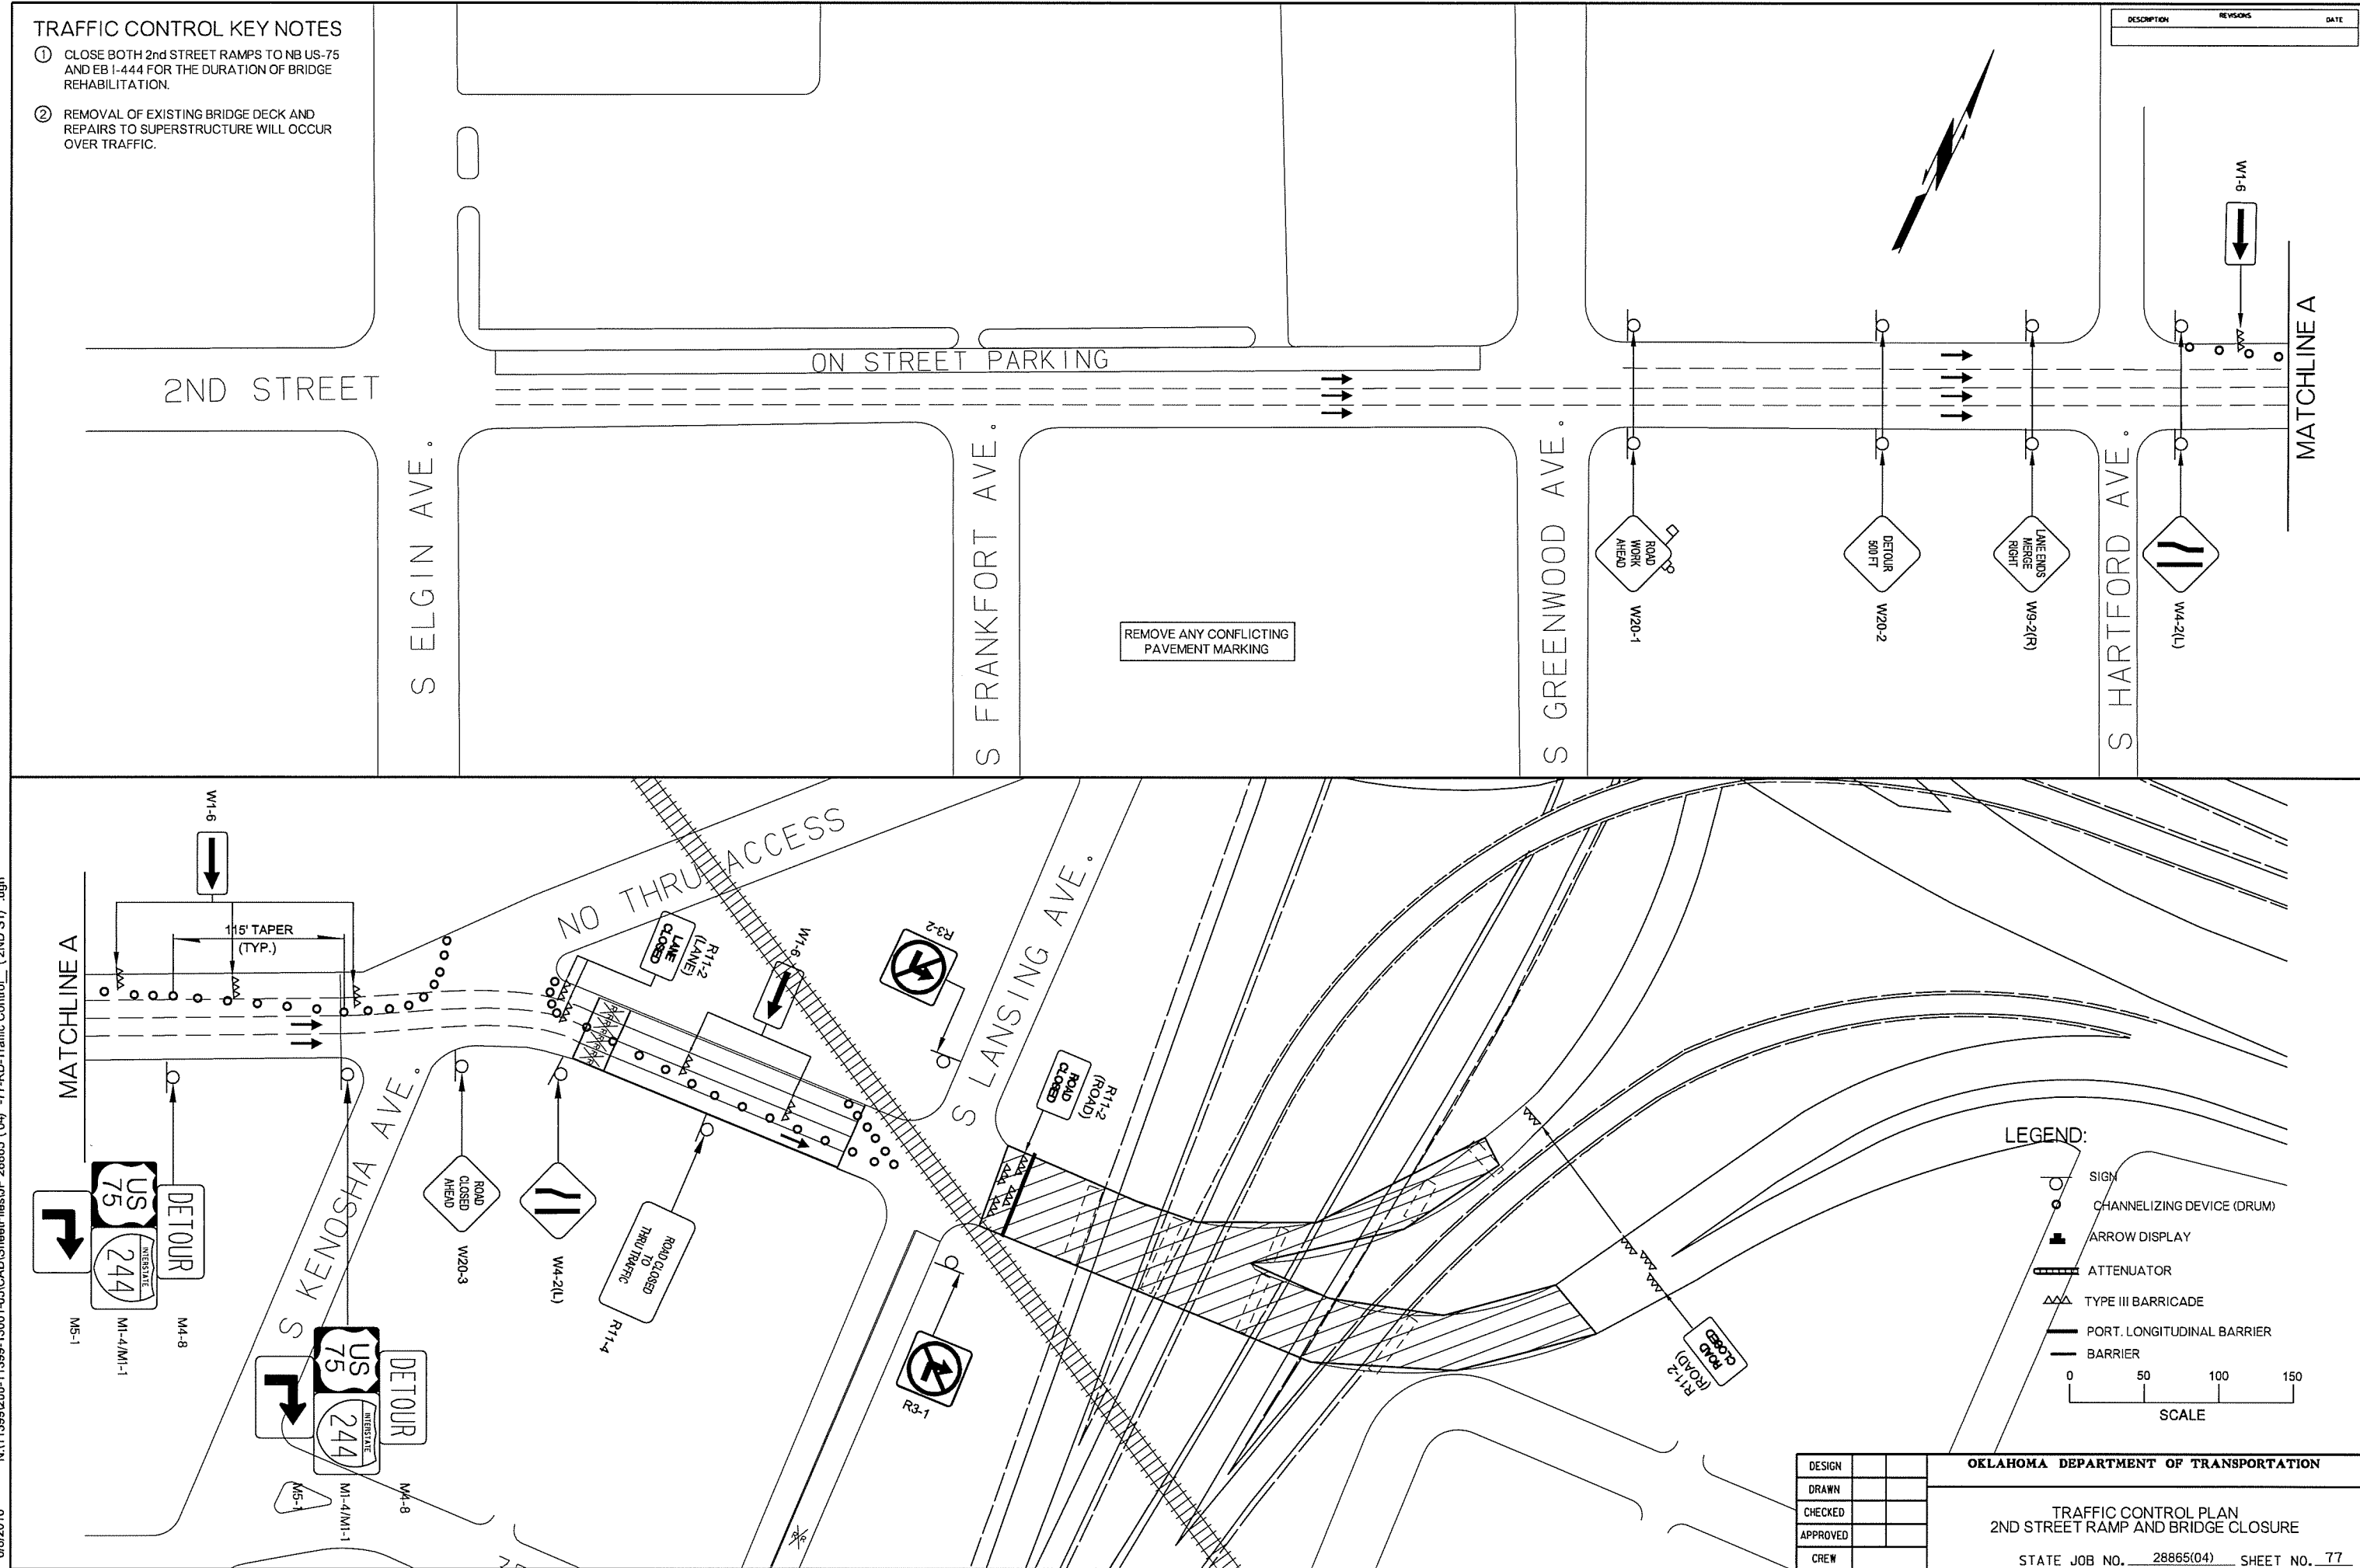 TRAFFIC CONTROL KEY NOTES
1 CLOSE BOTH 2nd STREET RAMPS TO NB US-75
AND EB I-444 FOR THE DURATION OF BRIDGE
REHABILITATION.
2 REMOVAL OF EXISTING BRIDGE DECK AND
REPAIRS TO SUPERSTRUCTURE WILL OCCUR
OVER TRAFFIC.
DESCRIPTION REVISIONS DATE
W1-6
MATCHLINE A
2ND STREET
ON STREET PARKING
S ELGIN AVE.
S FRANKFORT AVE.
S GREENWOOD AVE.
S HARTFORD AVE.
REMOVE ANY CONFLICTING
PAVEMENT MARKING
ROAD
WORK
AHEAD
W20-1
DETOUR
500 FT
W20-2
LANE ENDS
MERGE
RIGHT
W9-2(R)
W4-2(L)
W1-6
MATCHLINE A
115' TAPER
(TYP.)
NO THRU ACCESS
LANE
CLOSED
R11-2
(LANE)
W1-6
R3-2
S LANSING AVE.
ROAD
CLOSED
R11-2
(ROAD)
S KENOSHA AVE.
ROAD
CLOSED
AHEAD
W20-3
W4-2(L)
ROAD CLOSED
TO
THRU TRAFFIC
R11-4
R3-1
DETOUR
US
75
INTERSTATE
244
M4-8
M1-4/M1-1
M5-1
DETOUR
US
75
INTERSTATE
244
M4-8
M1-4/M1-1
M5-1
ROAD
CLOSED
R11-2
(ROAD)
LEGEND:
SIGN
CHANNELIZING DEVICE (DRUM)
ARROW DISPLAY
ATTENUATOR
TYPE III BARRICADE
PORT. LONGITUDINAL BARRIER
BARRIER
0 50 100 150
SCALE
DESIGN
DRAWN
CHECKED
APPROVED
CREW
OKLAHOMA DEPARTMENT OF TRANSPORTATION
TRAFFIC CONTROL PLAN
2ND STREET RAMP AND BRIDGE CLOSURE
STATE JOB NO. 28865(04) SHEET NO. 77